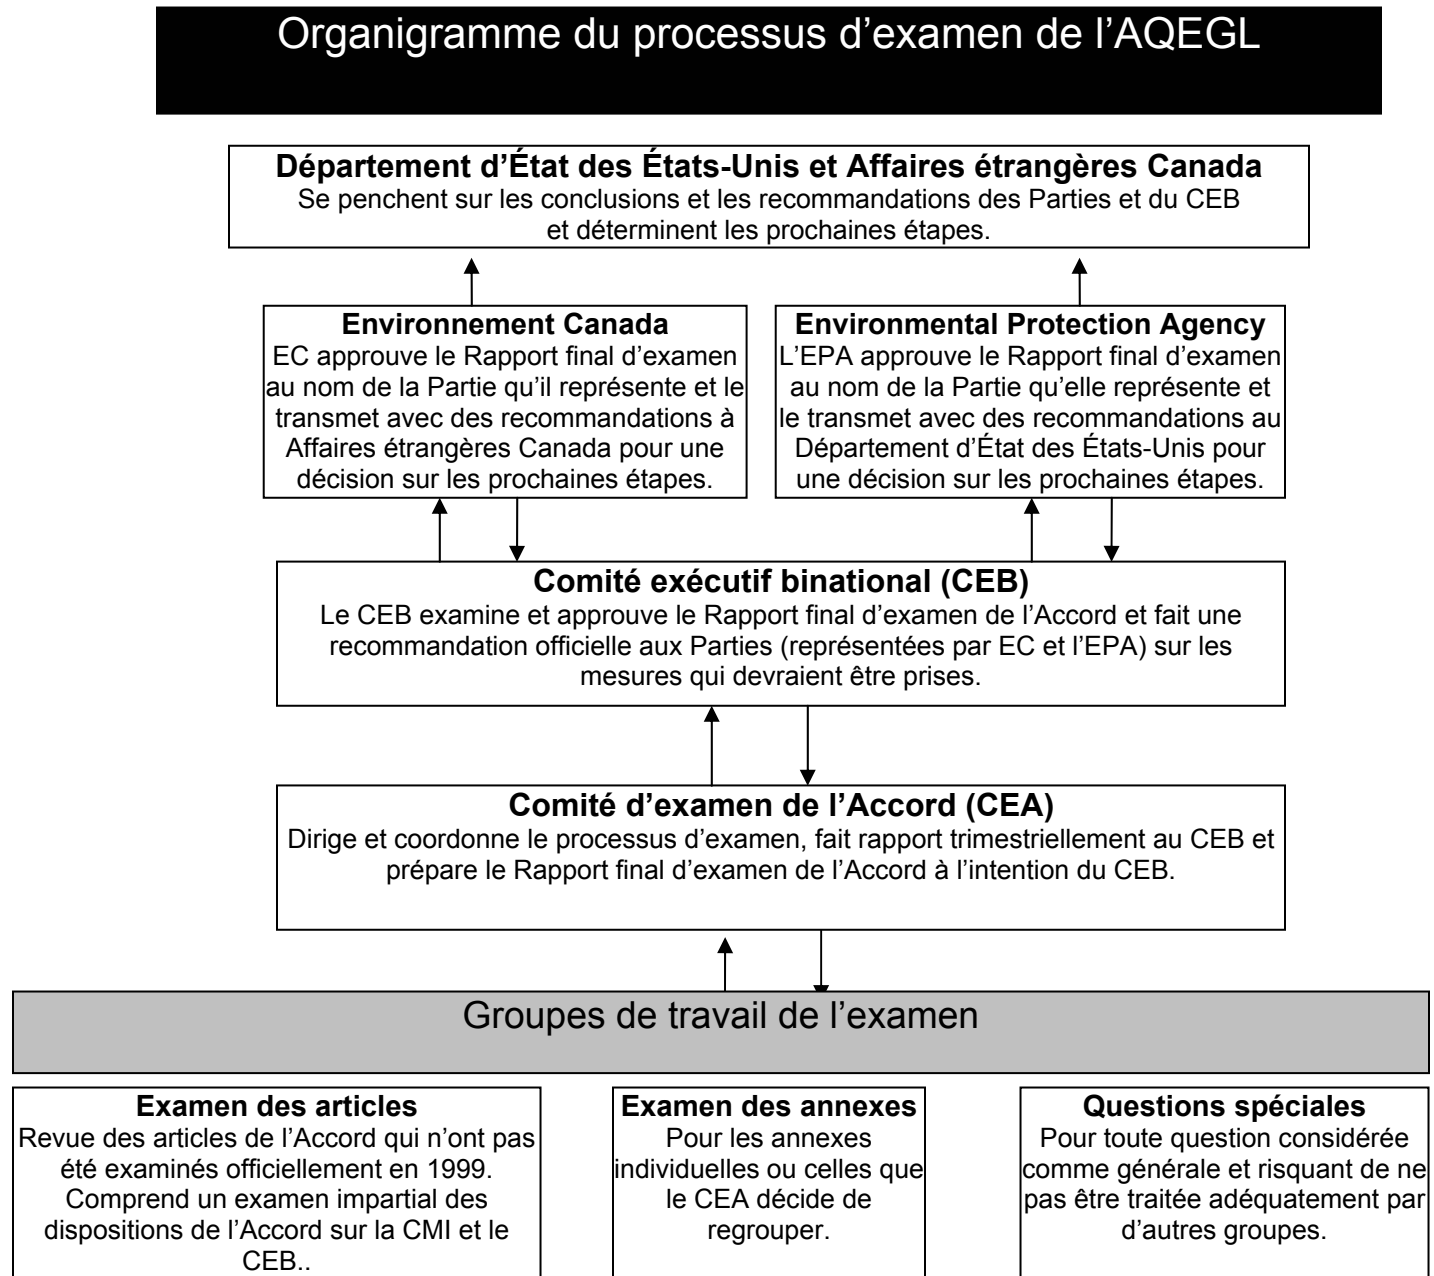 Organigramme du processus d’examen de l’AQEGL
Département d’État des États-Unis et Affaires étrangères Canada
Se penchent sur les conclusions et les recommandations des Parties et du CEB
et déterminent les prochaines étapes.
Environnement Canada
EC approuve le Rapport final d’examen
au nom de la Partie qu’il représente et le
transmet avec des recommandations à
Affaires étrangères Canada pour une
décision sur les prochaines étapes.
Environmental Protection Agency
L’EPA approuve le Rapport final d’examen
au nom de la Partie qu’elle représente et
le transmet avec des recommandations au
Département d’État des États-Unis pour
une décision sur les prochaines étapes.
Comité exécutif binational (CEB)
Le CEB examine et approuve le Rapport final d’examen de l’Accord et fait une
recommandation officielle aux Parties (représentées par EC et l’EPA) sur les
mesures qui devraient être prises.
Comité d’examen de l’Accord (CEA)
Dirige et coordonne le processus d’examen, fait rapport trimestriellement au CEB et
prépare le Rapport final d’examen de l’Accord à l’intention du CEB.
Groupes de travail de l’examen
Examen des articles
Revue des articles de l’Accord qui n’ont pas
été examinés officiellement en 1999.
Comprend un examen impartial des
dispositions de l’Accord sur la CMI et le
CEB..
Examen des annexes
Pour les annexes
individuelles ou celles que
le CEA décide de
regrouper.
Questions spéciales
Pour toute question considérée
comme générale et risquant de ne
pas être traitée adéquatement par
d’autres groupes.